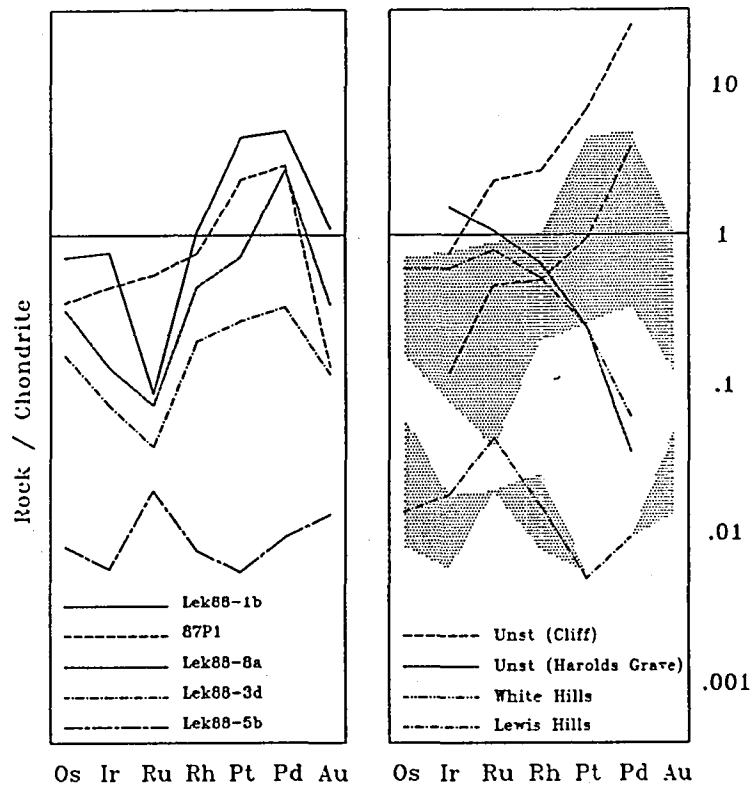 Rock / Chondrite
Lek88-1b
87P1
Lek88-8a
Lek88-3d
Lek88-5b
Os Ir Ru Rh Pt Pd Au
Unst (Cliff)
Unst (Harolds Grave)
White Hills
Lewis Hills
Os Ir Ru Rh Pt Pd Au
10
1
.1
.01
.001